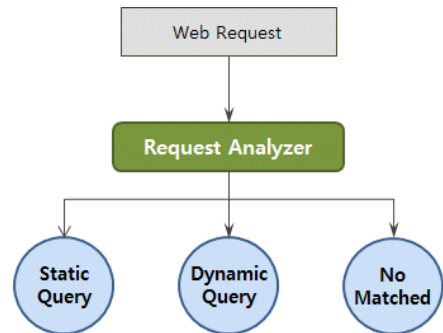 Web Request
Request Analyzer
Static
Query
Dynamic
Query
No
Matched